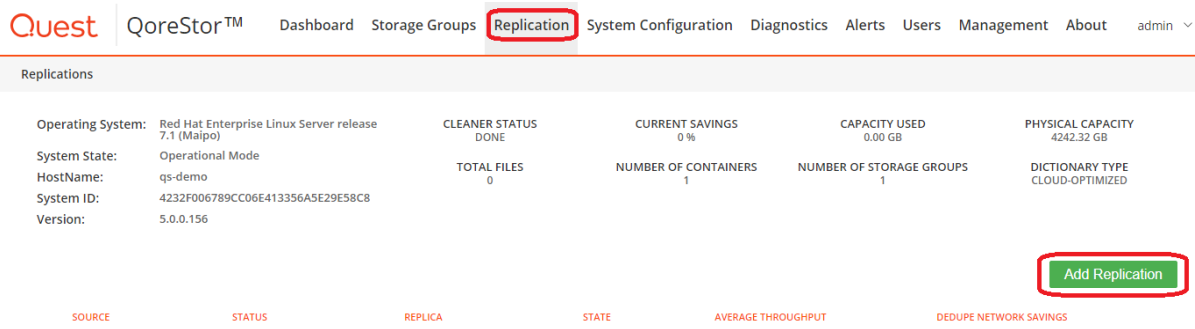 Quest QoreStor™ Dashboard Storage Groups Replication System Configuration Diagnostics Alerts Users Management About admin
Replications
Operating System: Red Hat Enterprise Linux Server release 7.1 (Maipo)
System State: Operational Mode
HostName: qs-demo
System ID: 4232F006789CC06E413356A5E29E58C8
Version: 5.0.0.156
CLEANER STATUS
DONE
CURRENT SAVINGS
0 %
CAPACITY USED
0.00 GB
PHYSICAL CAPACITY
4242.32 GB
TOTAL FILES
0
NUMBER OF CONTAINERS
1
NUMBER OF STORAGE GROUPS
1
DICTIONARY TYPE
CLOUD-OPTIMIZED
Add Replication
SOURCE STATUS REPLICA STATE AVERAGE THROUGHPUT DEDUPE NETWORK SAVINGS